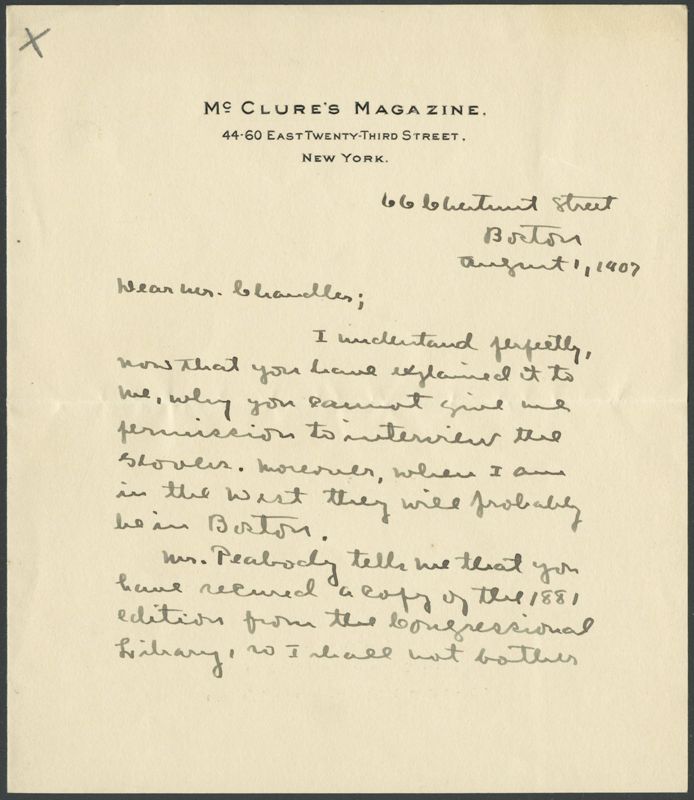 X
McClure's Magazine.
44-60 East Twenty-Third Street.
New York.
66 Chestnut Street
Boston
August 1, 1907
Dear Mr. Chandler;
I understand perfectly,
now that you have explained it to
me, why you cannot give me
permission to interview the
Glovers. Moreover, when I am
in the West they will probably
be in Boston.
Mr. Peabody tells me that you
have secured a copy of the 1881
edition from the Congressional
Library, so I shall not bother